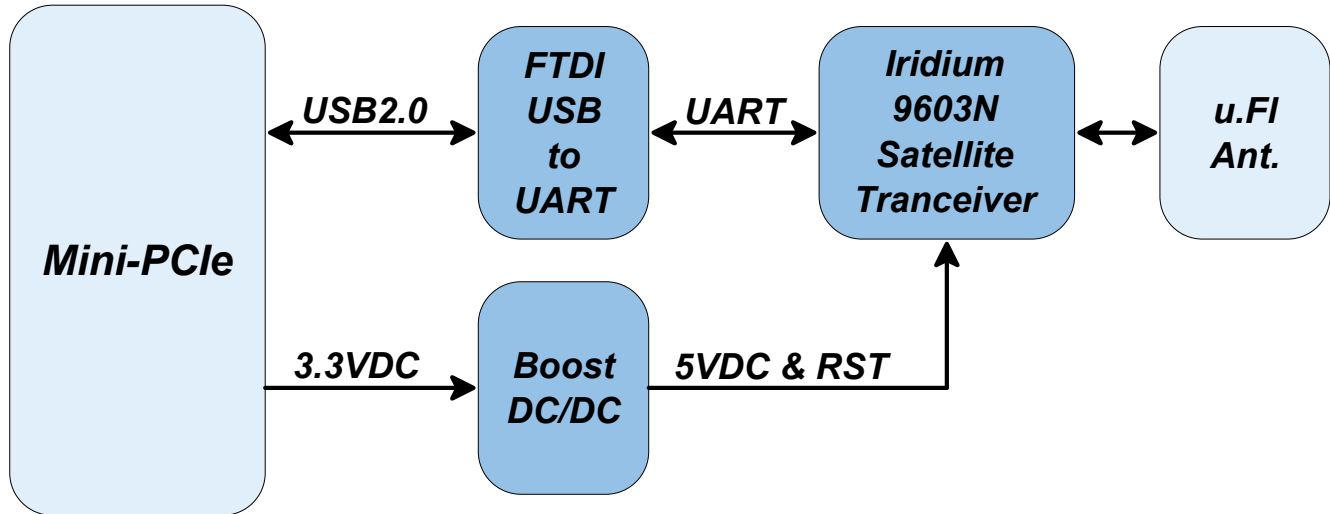 Mini-PCIe
USB2.0
FTDI
USB
to
UART
UART
Iridium
9603N
Satellite
Tranceiver
u.Fl
Ant.
3.3VDC
Boost
DC/DC
5VDC & RST